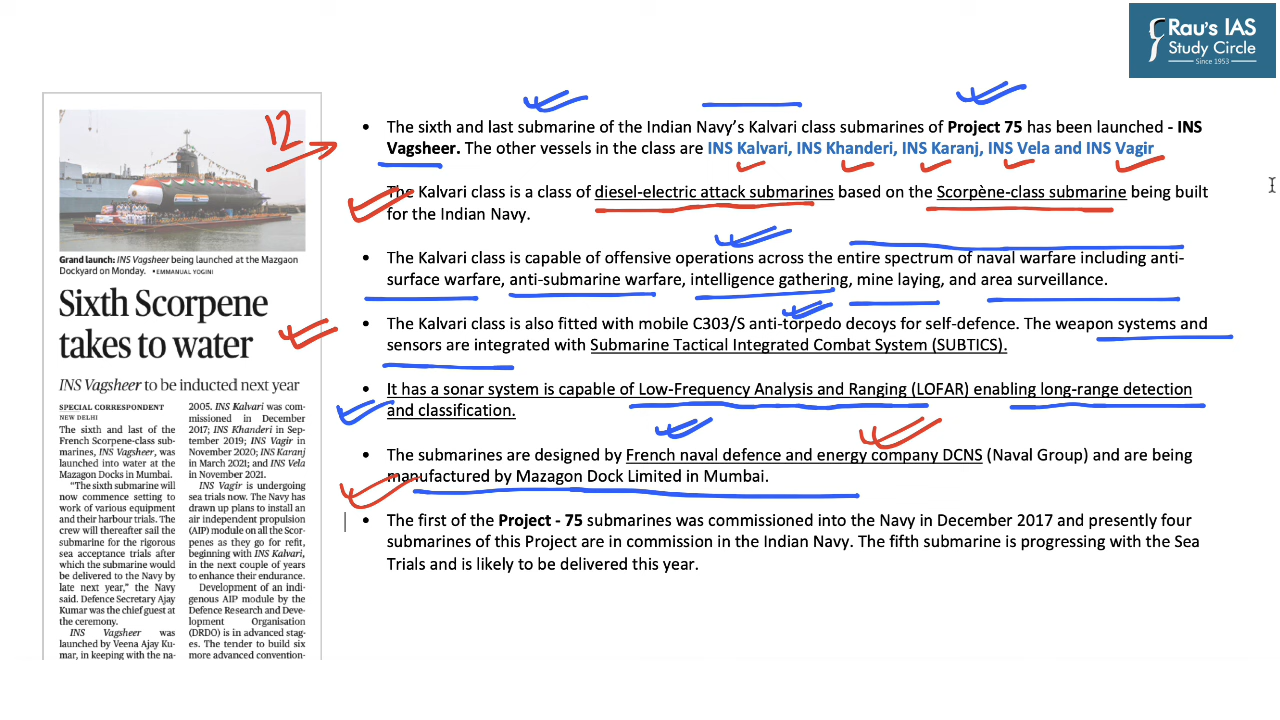 Rau's IAS
Study Circle
Since 1953
12
Grand launch: INS Vagsheer being launched at the Mazgaon
Dockyard on Monday. •EMMANUAL YOGINI
Sixth Scorpene
takes to water
INS Vagsheer to be inducted next year
SPECIAL CORRESPONDENT
NEW DELHI
The sixth and last of the
French Scorpene-class sub-
marines, INS Vagsheer, was
launched into water at the
Mazagon Docks in Mumbai.
"The sixth submarine will
now commence setting to
work of various equipment
and their harbour trials. The
crew will thereafter sail the
submarine for the rigorous
sea acceptance trials after
which the submarine would
be delivered to the Navy by
late next year," the Navy
said. Defence Secretary Ajay
Kumar was the chief guest at
the ceremony.
INS Vagsheer was
launched by Veena Ajay Ku-
mar, in keeping with the na-
2005. INS Kalvari was com-
missioned in December
2017; INS Khanderi in Sep-
tember 2019; INS Vagir in
November 2020; INS Karanj
in March 2021; and INS Vela
in November 2021.
INS Vagir is undergoing
sea trials now. The Navy has
drawn up plans to install an
air independent propulsion
(AIP) module on all the Scor-
penes as they go for refit,
beginning with INS Kalvari,
in the next couple of years
to enhance their endurance.
Development of an indi-
genous AIP module by the
Defence Research and Deve-
lopment Organisation
(DRDO) is in advanced stag-
es. The tender to build six
more advanced convention-
• The sixth and last submarine of the Indian Navy's Kalvari class submarines of Project 75 has been launched - INS
Vagsheer. The other vessels in the class are INS Kalvari, INS Khanderi, INS Karanj, INS Vela and INS Vagir
The Kalvari class is a class of diesel-electric attack submarines based on the Scorpène-class submarine being built
for the Indian Navy.
• The Kalvari class is capable of offensive operations across the entire spectrum of naval warfare including anti-
surface warfare, anti-submarine warfare, intelligence gathering, mine laying, and area surveillance.
• The Kalvari class is also fitted with mobile C303/S anti-torpedo decoys for self-defence. The weapon systems and
sensors are integrated with Submarine Tactical Integrated Combat System (SUBTICS).
• It has a sonar system is capable of Low-Frequency Analysis and Ranging (LOFAR) enabling long-range detection
and classification.
• The submarines are designed by French naval defence and energy company DCNS (Naval Group) and are being
manufactured by Mazagon Dock Limited in Mumbai.
• The first of the Project - 75 submarines was commissioned into the Navy in December 2017 and presently four
submarines of this Project are in commission in the Indian Navy. The fifth submarine is progressing with the Sea
Trials and is likely to be delivered this year.